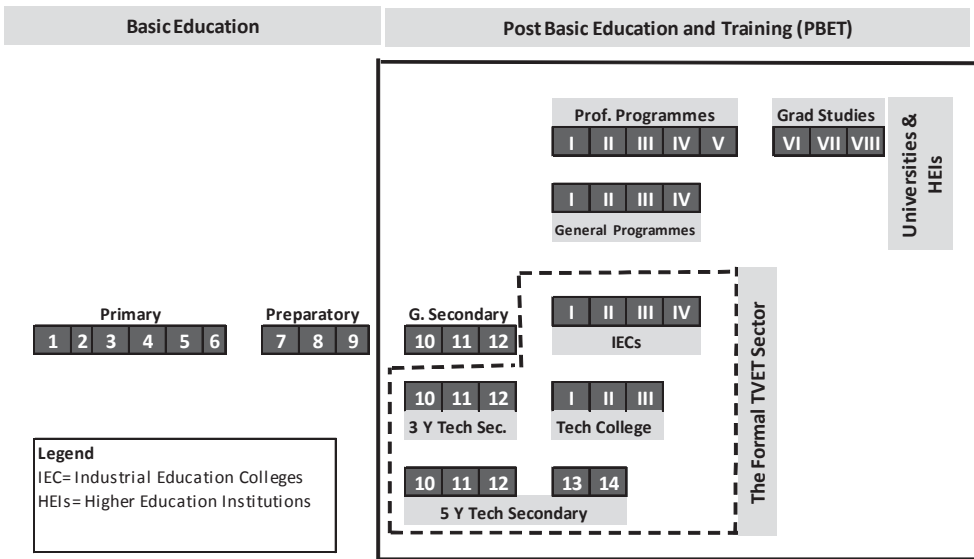 Basic Education
Post Basic Education and Training (PBET)
Prof. Programmes
I II III IV V
Grad Studies
VI VII VIII
Universities &
HEIs
I II III IV
General Programmes
Primary
1 2 3 4 5 6
Preparatory
7 8 9
G. Secondary
10 11 12
I II III IV
IECs
The Formal TVET Sector
10 11 12
3 Y Tech Sec.
I II III
Tech College
10 11 12
13 14
5 Y Tech Secondary
Legend
IEC= Industrial Education Colleges
HEIs= Higher Education Institutions